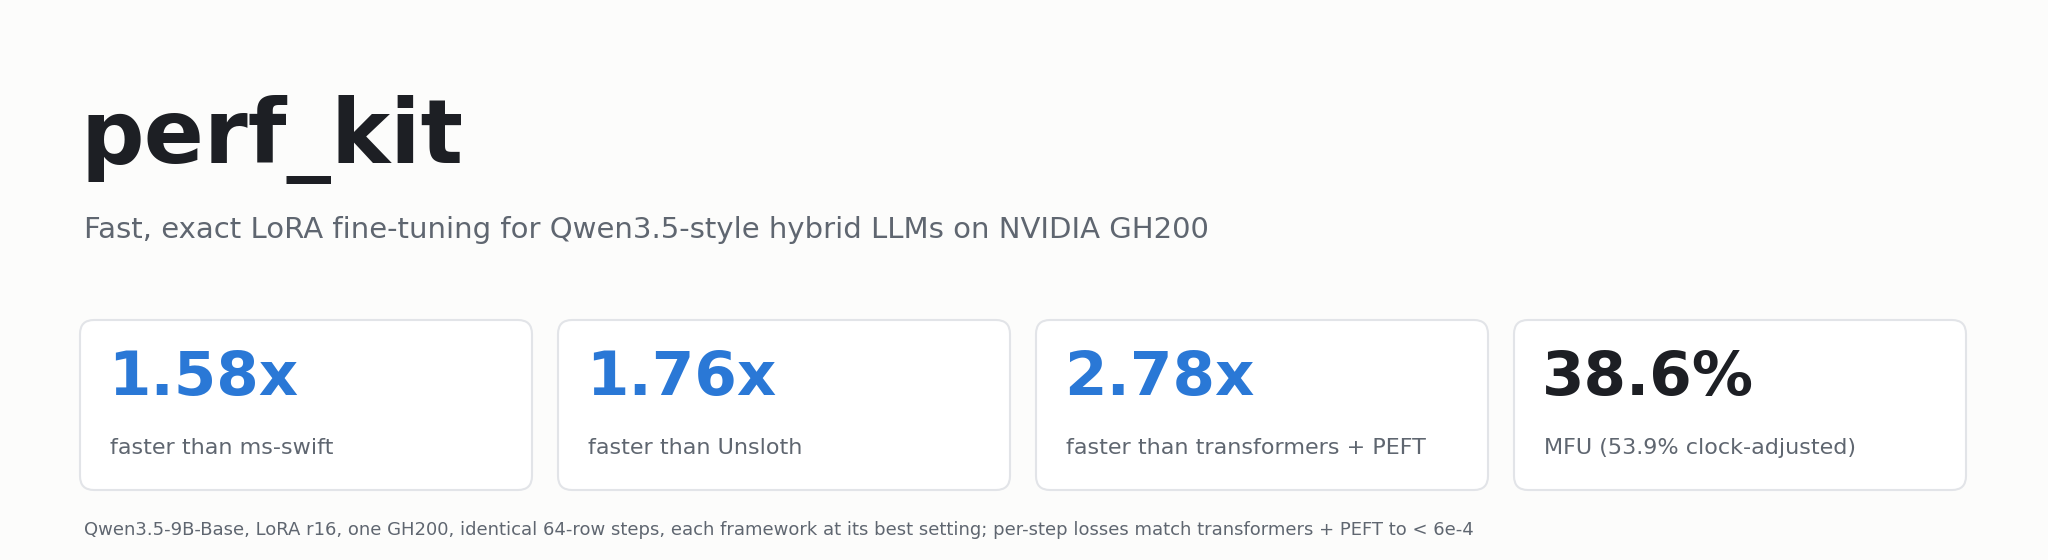 perf_kit
Fast, exact LoRA fine-tuning for Qwen3.5-style hybrid LLMs on NVIDIA GH200
1.58x
faster than ms-swift
1.76x
faster than Unsloth
2.78x
faster than transformers + PEFT
38.6%
MFU (53.9% clock-adjusted)
Qwen3.5-9B-Base, LoRA r16, one GH200, identical 64-row steps, each framework at its best setting; per-step losses match transformers + PEFT to < 6e-4